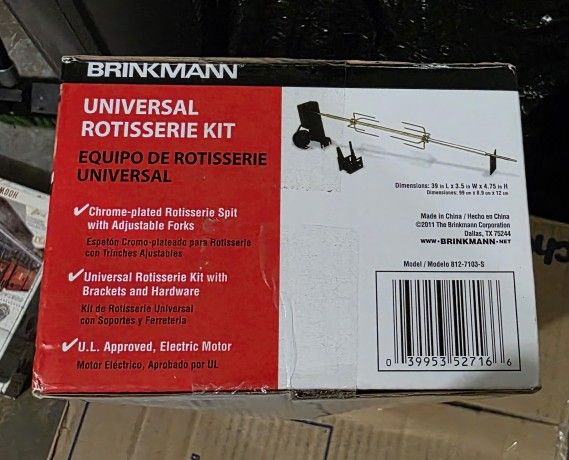 BRINKMANN
UNIVERSAL
ROTISSERIE KIT
EQUIPO DE ROTISSERIE
UNIVERSAL
Chrome-plated Rotisserie Spit
with Adjustable Forks
Espetón Cromo-plateado para Rotisserie
con Trinches Ajustables
Universal Rotisserie Kit with
Brackets and Hardware
Kit de Rotisserie Universal
con Soportes y Ferretería
U.L. Approved, Electric Motor
Motor Eléctrico, Aprobado por UL
Dimensions: 39 in L x 3.5 in W x 4.75 in H
Dimensiones: 99 cm x 8.9 cm x 12 cm
Made in China / Hecho en China
©2011 The Brinkmann Corporation
Dallas, TX 75244
WWW.BRINKMANN.NET
Model / Modelo 812-7103-S
0 39953 52716 6